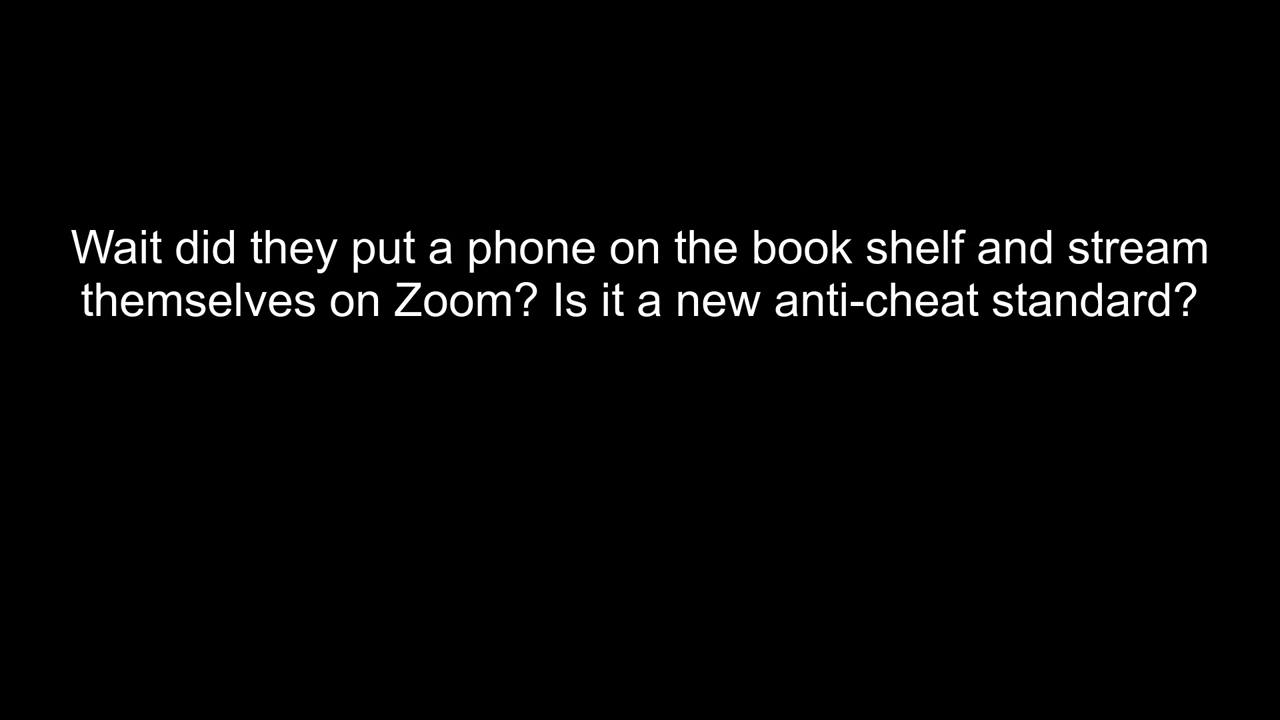 Wait did they put a phone on the book shelf and stream
themselves on Zoom? Is it a new anti-cheat standard?